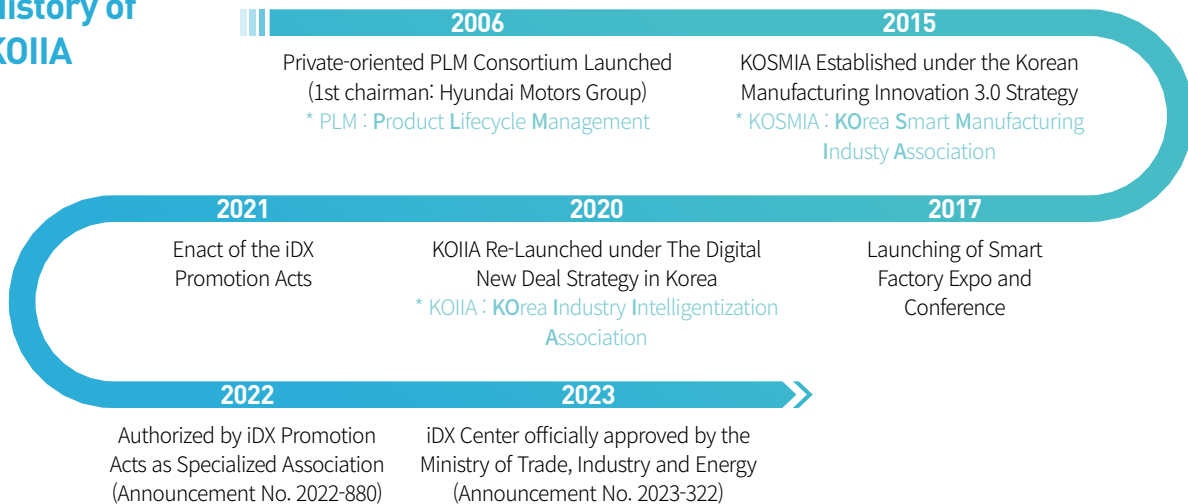 History of
KOIIA
2006
Private-oriented PLM Consortium Launched
(1st chairman: Hyundai Motors Group)
* PLM : Product Lifecycle Management
2015
KOSMIA Established under the Korean
Manufacturing Innovation 3.0 Strategy
* KOSMIA : KOrea Smart Manufacturing
Industy Association
2017
Launching of Smart
Factory Expo and
Conference
2020
KOIIA Re-Launched under The Digital
New Deal Strategy in Korea
* KOIIA : KOrea Industry Intelligentization
Association
2021
Enact of the iDX
Promotion Acts
2022
Authorized by iDX Promotion
Acts as Specialized Association
(Announcement No. 2022-880)
2023
iDX Center officially approved by the
Ministry of Trade, Industry and Energy
(Announcement No. 2023-322)